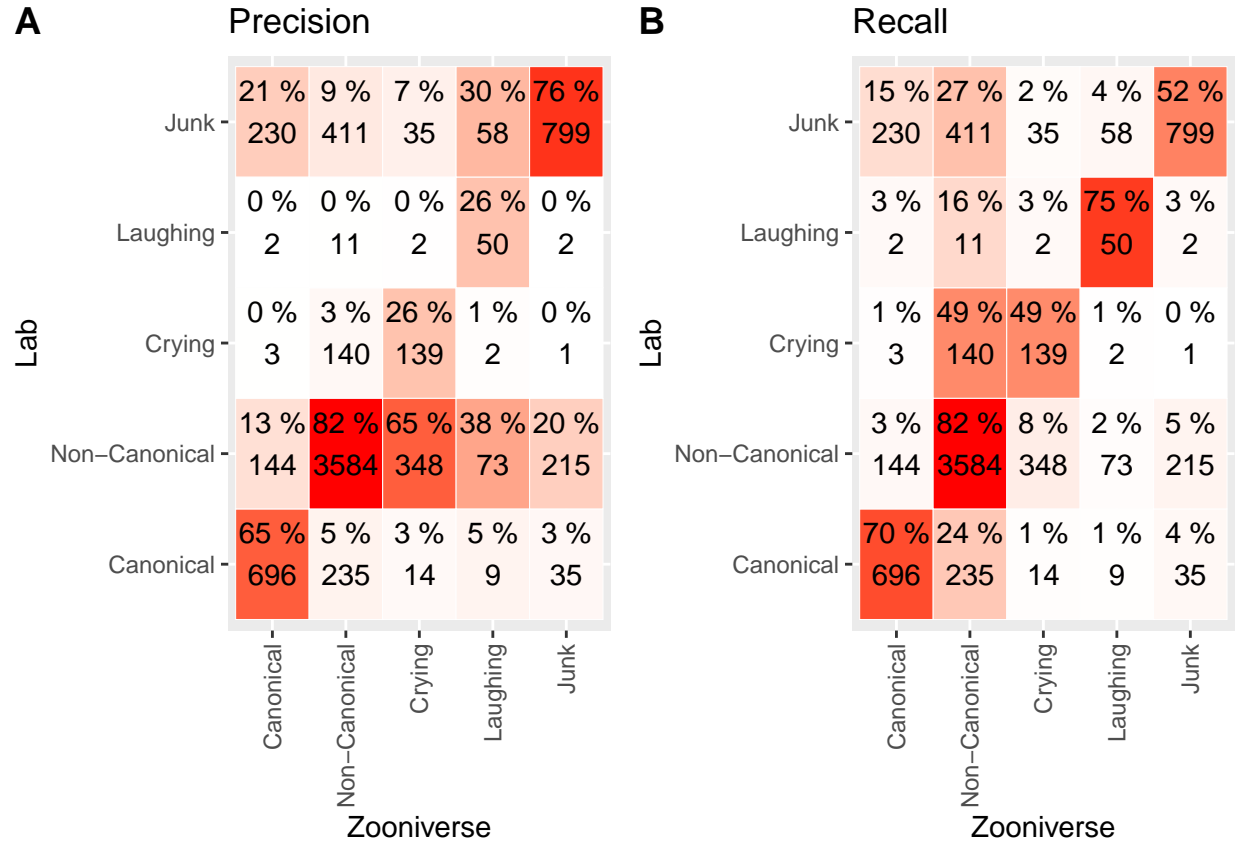 A Precision
Lab
Junk
21 % 9 % 7 % 30 % 76 %
230 411 35 58 799
Laughing
0 % 0 % 0 % 26 % 0 %
2 11 2 50 2
Crying
0 % 3 % 26 % 1 % 0 %
3 140 139 2 1
Non−Canonical
13 % 82 % 65 % 38 % 20 %
144 3584 348 73 215
Canonical
65 % 5 % 3 % 5 % 3 %
696 235 14 9 35
Canonical
Non−Canonical
Crying
Laughing
Junk
Zooniverse
B Recall
Lab
Junk
15 % 27 % 2 % 4 % 52 %
230 411 35 58 799
Laughing
3 % 16 % 3 % 75 % 3 %
2 11 2 50 2
Crying
1 % 49 % 49 % 1 % 0 %
3 140 139 2 1
Non−Canonical
3 % 82 % 8 % 2 % 5 %
144 3584 348 73 215
Canonical
70 % 24 % 1 % 1 % 4 %
696 235 14 9 35
Canonical
Non−Canonical
Crying
Laughing
Junk
Zooniverse